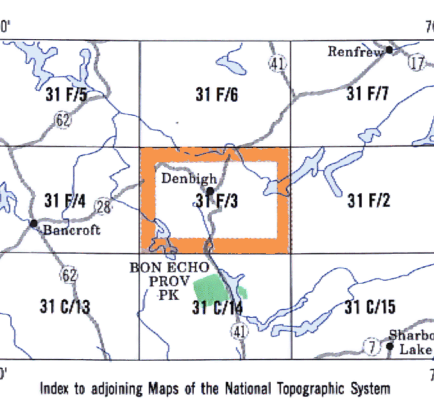 0'
7
Renfrew
41
17
31 F/5
31 F/6
31 F/7
62
Denbigh
31 F/4
31 F/3
31 F/2
28
Bancroft
BON ECHO
PROV
PK
62
31 C/13
31 C/14
31 C/15
41
7
Sharbo
Lake
0'
7
Index to adjoining Maps of the National Topographic System